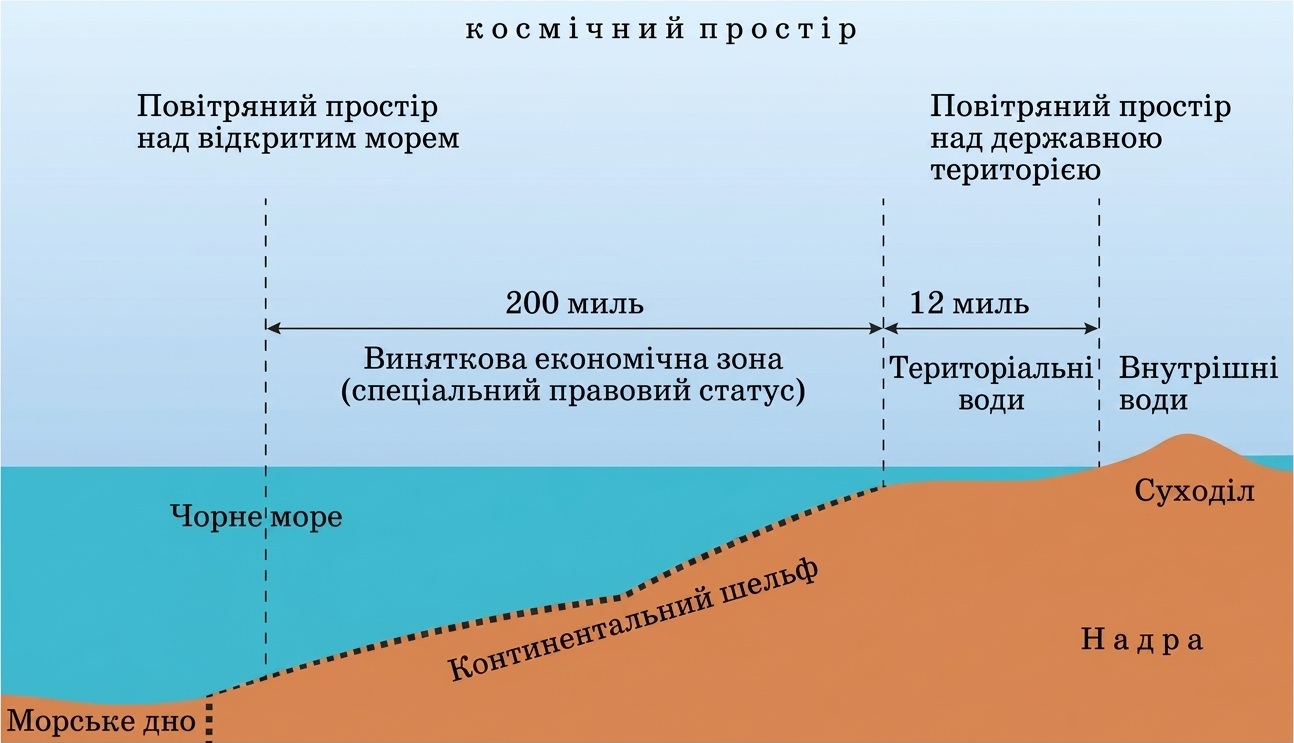 космічний простір
Повітряний простір
над відкритим морем
Повітряний простір
над державною
територією
200 миль
12 миль
Виняткова економічна зона
(спеціальний правовий статус)
Територіальні
води
Внутрішні
води
Чорне море
Суходіл
Континентальний шельф
Надра
Морське дно